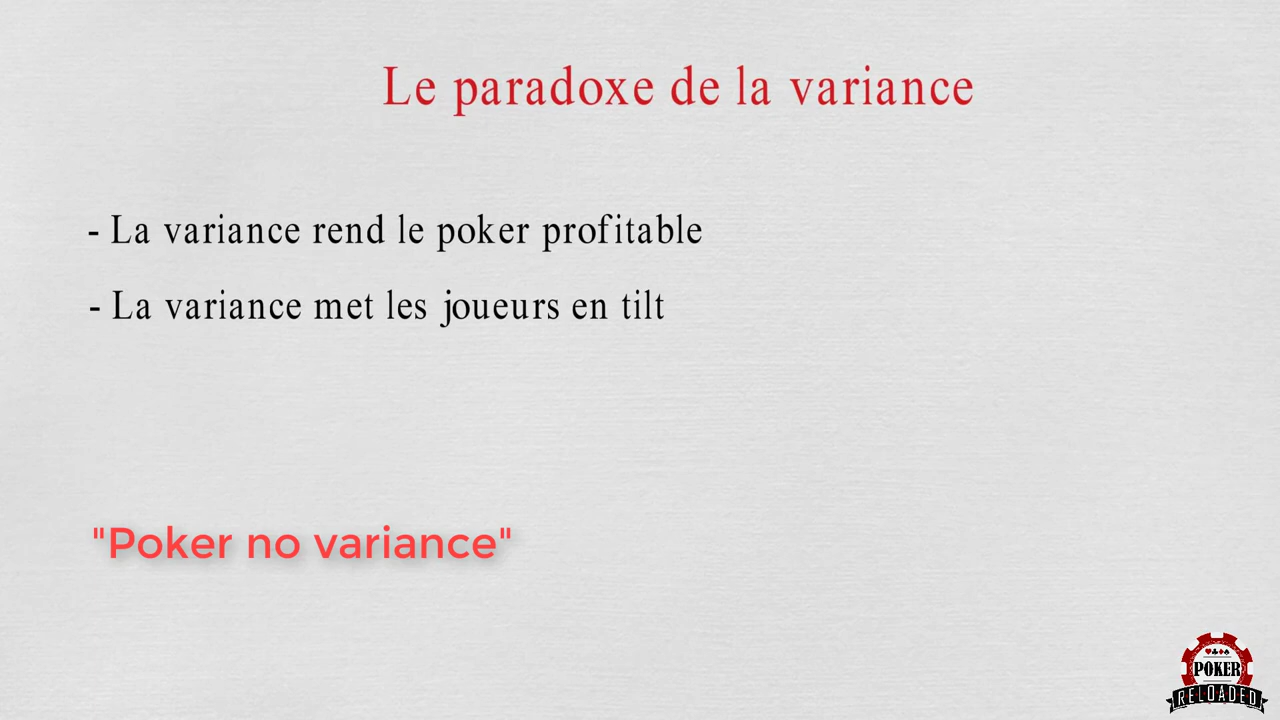 Le paradoxe de la variance
- La variance rend le poker profitable
- La variance met les joueurs en tilt
"Poker no variance"
POKER
RELOADED